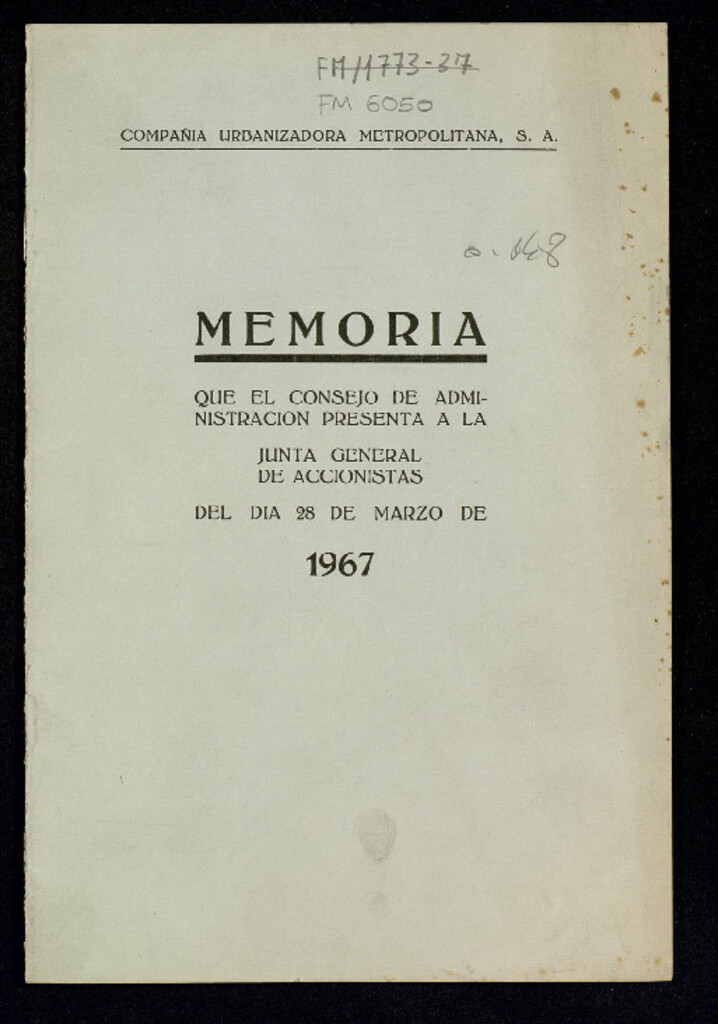 FM/1773-37
FM 6050
COMPAÑIA URBANIZADORA METROPOLITANA, S. A.
MEMORIA
QUE EL CONSEJO DE ADMI-
NISTRACION PRESENTA A LA
JUNTA GENERAL
DE ACCIONISTAS
DEL DIA 28 DE MARZO DE
1967